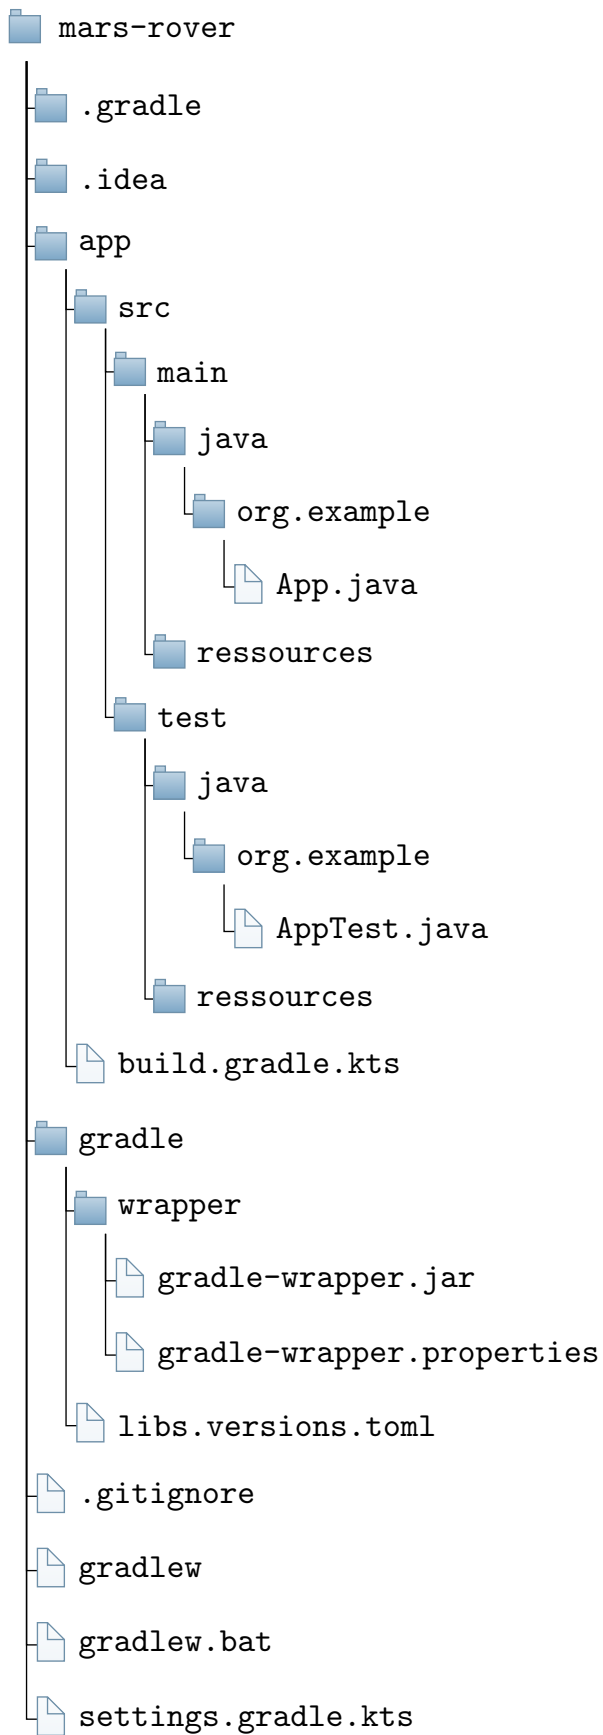 mars-rover
.gradle
.idea
app
src
main
java
org.example
App.java
ressources
test
java
org.example
AppTest.java
ressources
build.gradle.kts
gradle
wrapper
gradle-wrapper.jar
gradle-wrapper.properties
libs.versions.toml
.gitignore
gradlew
gradlew.bat
settings.gradle.kts